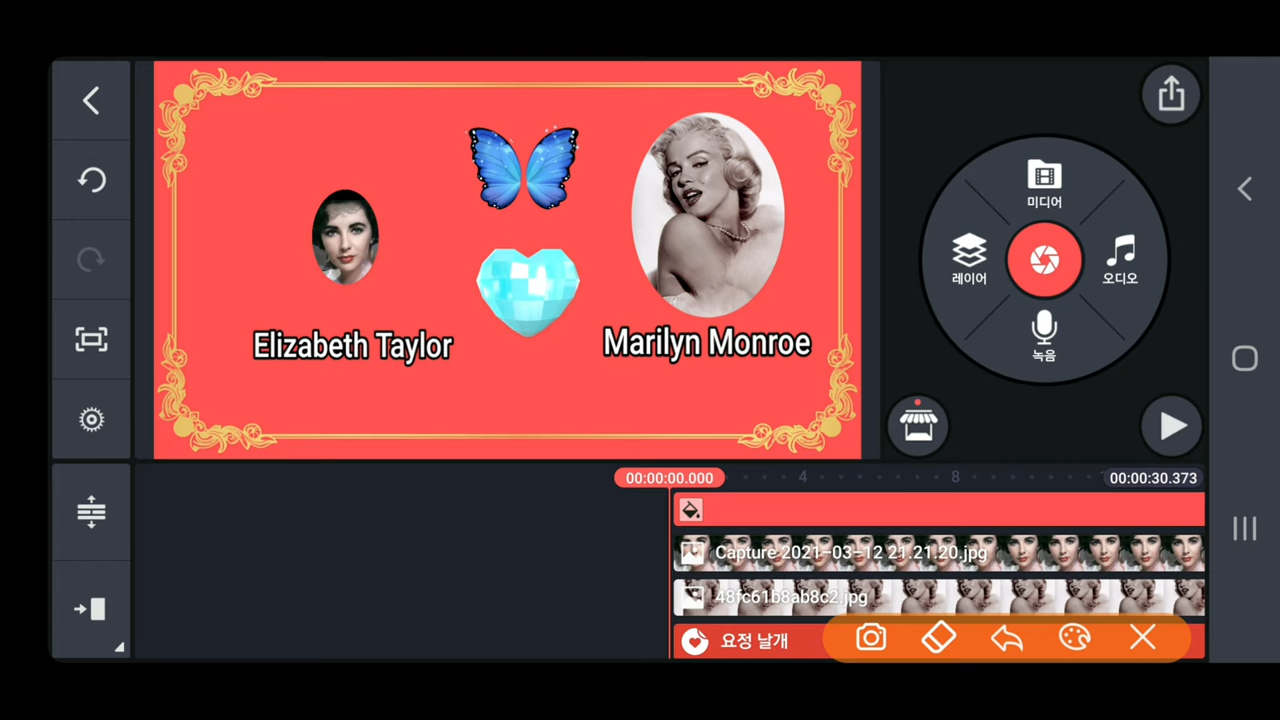 Elizabeth Taylor
Marilyn Monroe
미디어
레이어
오디오
녹음
00:00:00.000
4
8
00:00:30.373
Capture 2021-03-12 21.21.20.jpg
48fc61b8ab8c2.jpg
요정 날개